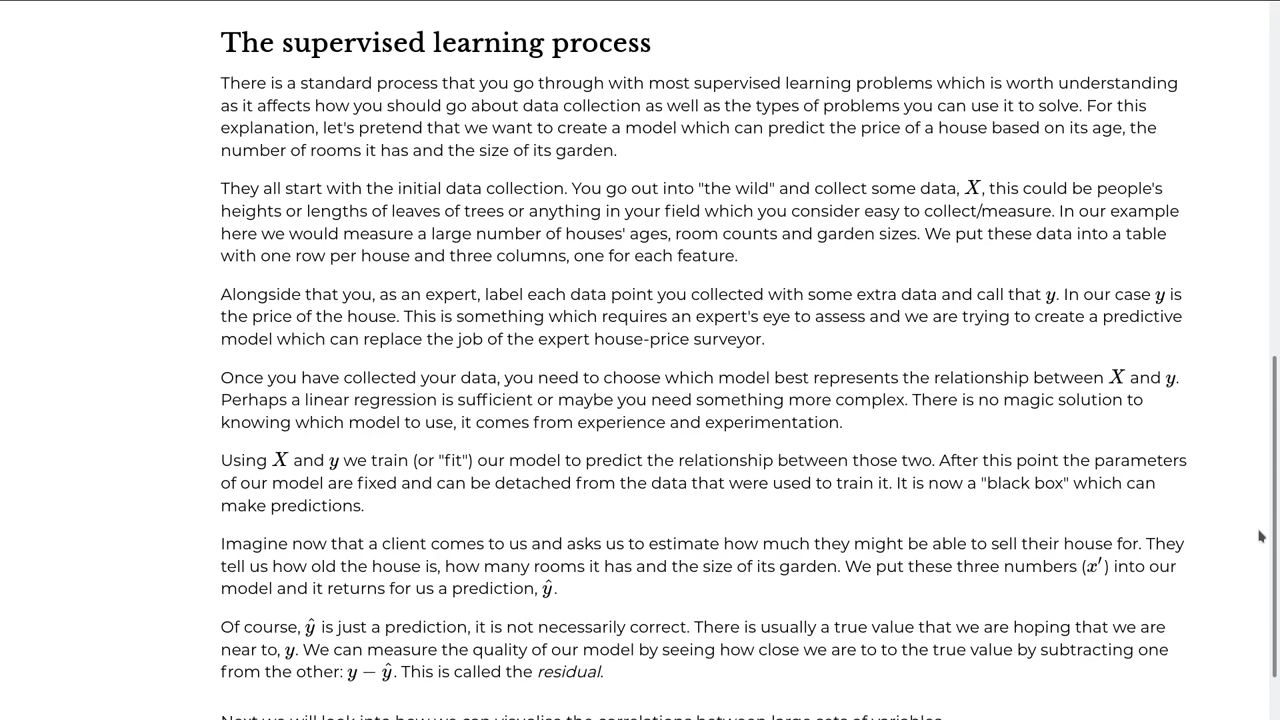 The supervised learning process
There is a standard process that you go through with most supervised learning problems which is worth understanding
as it affects how you should go about data collection as well as the types of problems you can use it to solve. For this
explanation, let's pretend that we want to create a model which can predict the price of a house based on its age, the
number of rooms it has and the size of its garden.
They all start with the initial data collection. You go out into "the wild" and collect some data, X, this could be people's
heights or lengths of leaves of trees or anything in your field which you consider easy to collect/measure. In our example
here we would measure a large number of houses' ages, room counts and garden sizes. We put these data into a table
with one row per house and three columns, one for each feature.
Alongside that you, as an expert, label each data point you collected with some extra data and call that y. In our case y is
the price of the house. This is something which requires an expert's eye to assess and we are trying to create a predictive
model which can replace the job of the expert house-price surveyor.
Once you have collected your data, you need to choose which model best represents the relationship between X and y.
Perhaps a linear regression is sufficient or maybe you need something more complex. There is no magic solution to
knowing which model to use, it comes from experience and experimentation.
Using X and y we train (or "fit") our model to predict the relationship between those two. After this point the parameters
of our model are fixed and can be detached from the data that were used to train it. It is now a "black box" which can
make predictions.
Imagine now that a client comes to us and asks us to estimate how much they might be able to sell their house for. They
tell us how old the house is, how many rooms it has and the size of its garden. We put these three numbers (x′) into our
model and it returns for us a prediction, ŷ.
Of course, ŷ is just a prediction, it is not necessarily correct. There is usually a true value that we are hoping that we are
near to, y. We can measure the quality of our model by seeing how close we are to to the true value by subtracting one
from the other: y − ŷ. This is called the residual.
Next we will look into how we can visualise the correlations between large sets of variables.